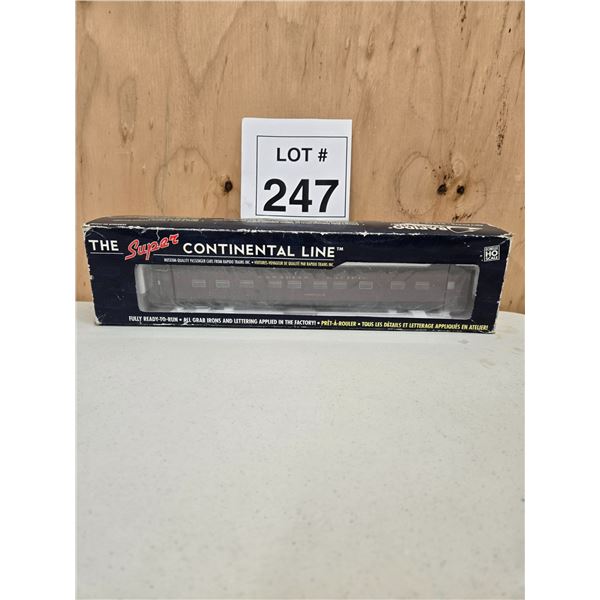 LOT #
247
THE Super CONTINENTAL LINE™
MUSEUM-QUALITY PASSENGER CARS FROM RAPIDO TRAINS INC. • VOITURES-VOYAGEUR DE QUALITÉ PAR RAPIDO TRAINS INC.
HO
SCALE
CANADIAN PACIFIC
FULLY READY-TO-RUN • ALL GRAB IRONS AND LETTERING APPLIED IN THE FACTORY! • PRÊT-À-ROULER • TOUS LES DÉTAILS ET LETTERAGE APPLIQUÉS EN ATELIER!